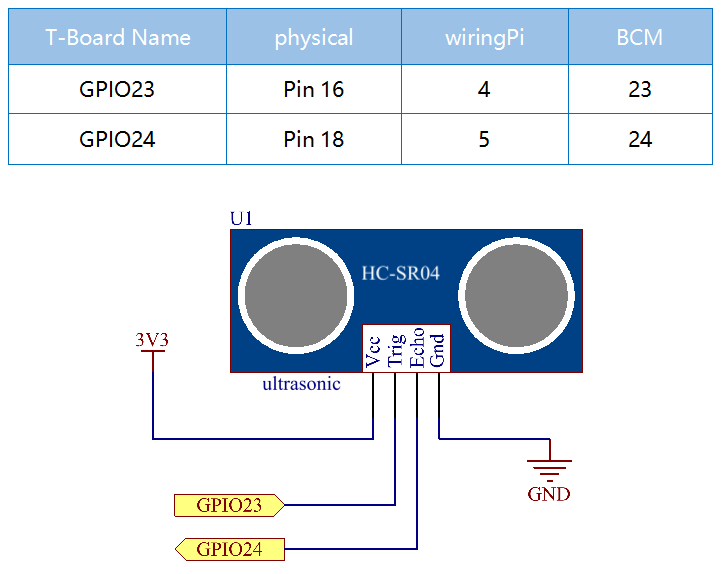 T-Board Name physical wiringPi BCM
GPIO23 Pin 16 4 23
GPIO24 Pin 18 5 24
U1
HC-SR04
3V3
Vcc
Trig
Echo
Gnd
ultrasonic
GPIO23
GND
GPIO24